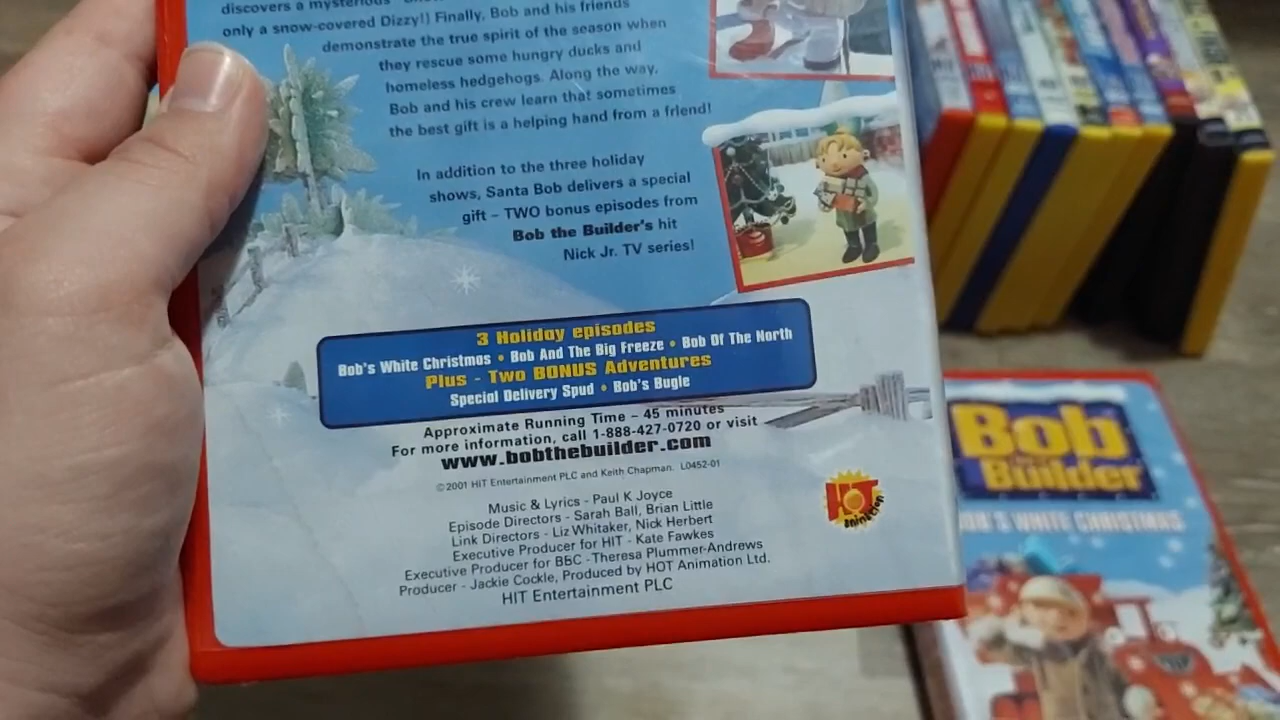 discovers a mysterious
only a snow-covered Dizzy!) Finally, Bob and his friends
demonstrate the true spirit of the season when
they rescue some hungry ducks and
homeless hedgehogs. Along the way,
Bob and his crew learn that sometimes
the best gift is a helping hand from a friend!
In addition to the three holiday
shows, Santa Bob delivers a special
gift – TWO bonus episodes from
Bob the Builder's hit
Nick Jr. TV series!
3 Holiday episodes
Bob's White Christmas • Bob And The Big Freeze • Bob Of The North
Plus - Two BONUS Adventures
Special Delivery Spud • Bob's Bugle
Approximate Running Time – 45 minutes
For more information, call 1-888-427-0720 or visit
www.bobthebuilder.com
©2001 HIT Entertainment PLC and Keith Chapman. L0452-01
Music & Lyrics - Paul K Joyce
Episode Directors - Sarah Ball, Brian Little
Link Directors - Liz Whitaker, Nick Herbert
Executive Producer for HIT - Kate Fawkes
Executive Producer for BBC - Theresa Plummer-Andrews
Producer - Jackie Cockle, Produced by HOT Animation Ltd.
HIT Entertainment PLC
HOT
animation
Bob
Builder
BOB'S WHITE CHRISTMAS